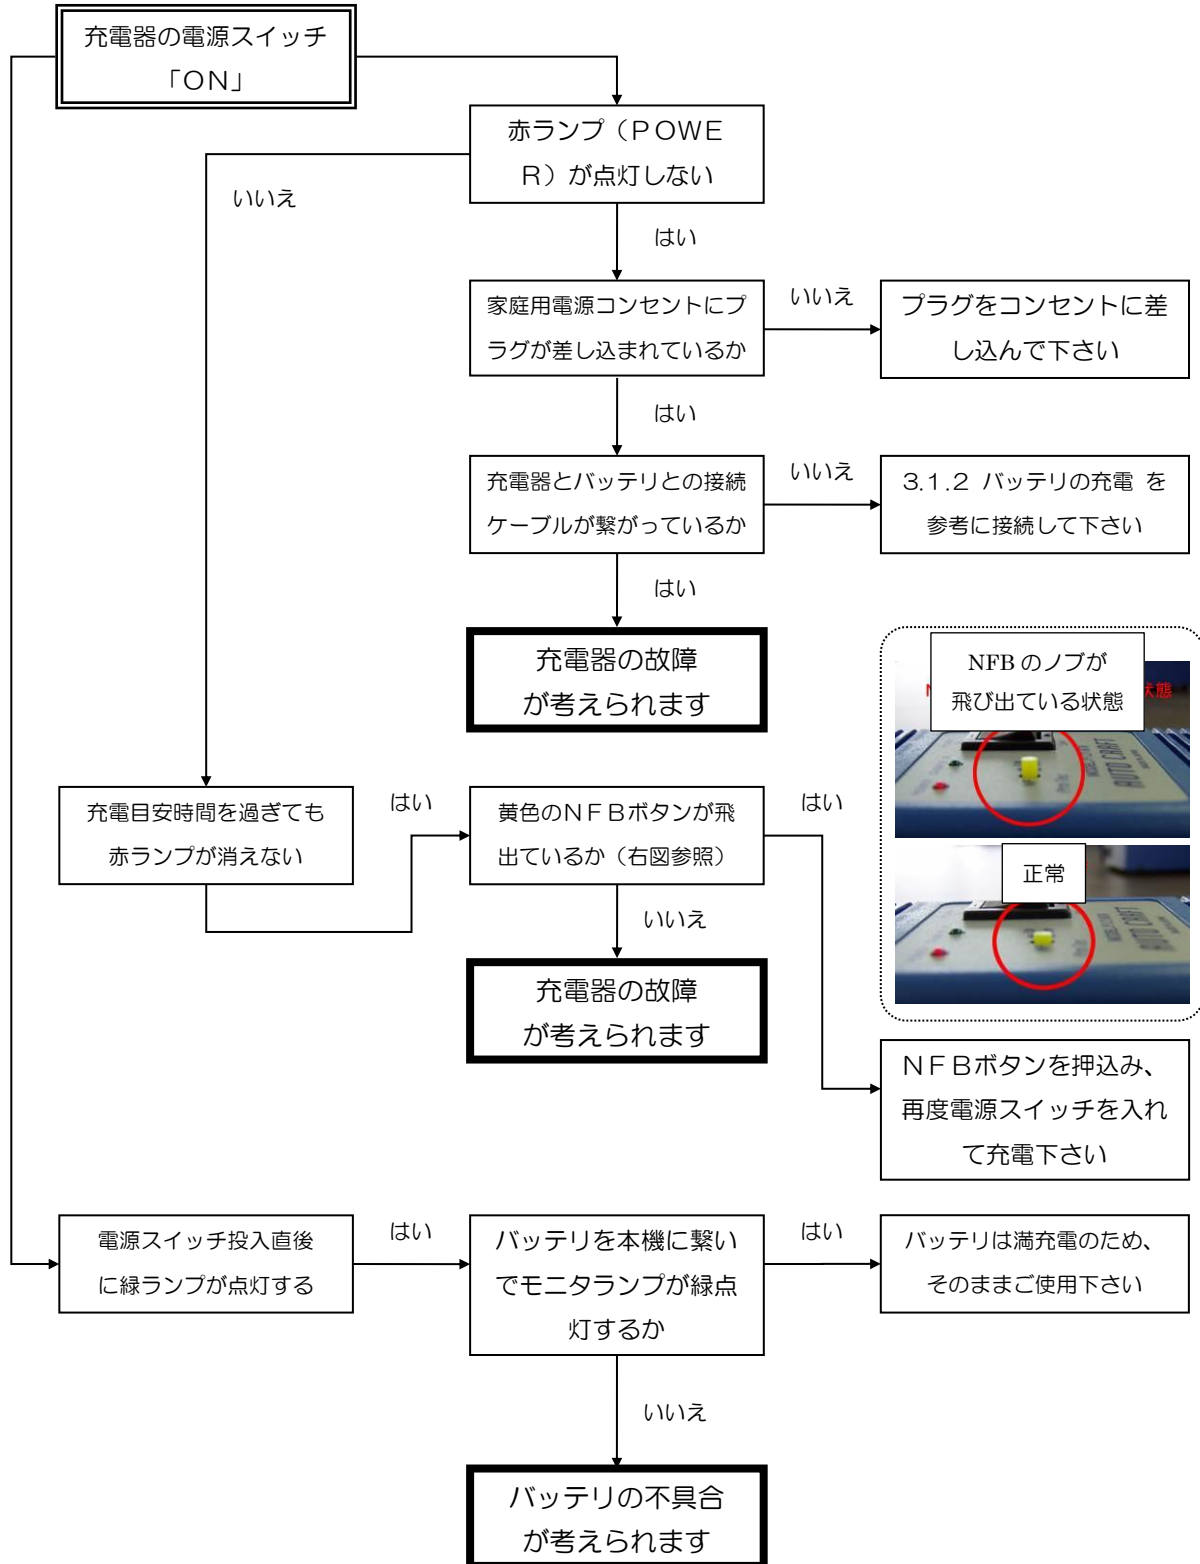 充電器の電源スイッチ
「ON」
赤ランプ（POWE
R）が点灯しない
いいえ
はい
家庭用電源コンセントにプ
ラグが差し込まれているか
いいえ
プラグをコンセントに差
し込んで下さい
はい
充電器とバッテリとの接続
ケーブルが繋がっているか
いいえ
3.1.2 バッテリの充電 を
参考に接続して下さい
はい
充電器の故障
が考えられます
NFBのノブが
飛び出ている状態
状態
AUTO CRAFT
正常
AUTO CRAFT
充電目安時間を過ぎても
赤ランプが消えない
はい
黄色のNFBボタンが飛
出ているか（右図参照）
はい
いいえ
充電器の故障
が考えられます
NFBボタンを押込み、
再度電源スイッチを入れ
て充電下さい
電源スイッチ投入直後
に緑ランプが点灯する
はい
バッテリを本機に繋い
でモニタランプが緑点
灯するか
はい
バッテリは満充電のため、
そのままご使用下さい
いいえ
バッテリの不具合
が考えられます